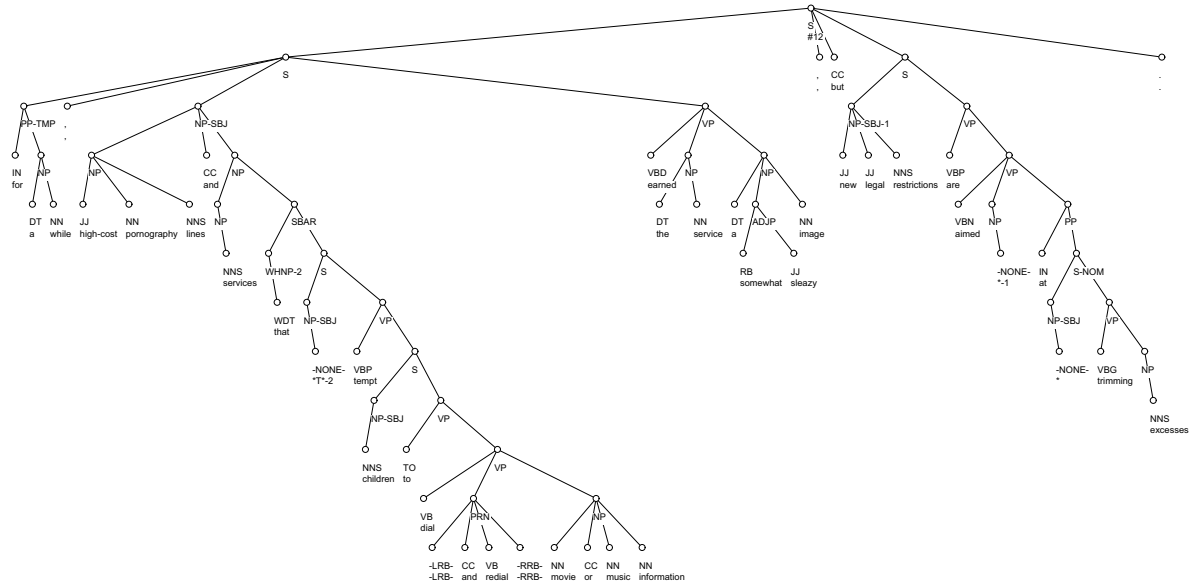 S
#12
S
, CC S .
, but .
PP-TMP , NP-SBJ VP NP-SBJ-1 VP
,
IN NP NP CC NP VBD NP NP JJ JJ NNS VBP VP
for and earned new legal restrictions are
DT NN JJ NN NNS NP SBAR DT NN DT ADJP NN VBN NP PP
a while high-cost pornography lines the service a image aimed
NNS WHNP-2 S RB JJ -NONE- IN S-NOM
services somewhat sleazy *-1 at
WDT NP-SBJ VP NP-SBJ VP
that
-NONE- VBP S -NONE- VBG NP
*T*-2 tempt * trimming
NP-SBJ VP NNS
excesses
NNS TO VP
children to
VB PRN NP
dial
-LRB- CC VB -RRB- NN CC NN NN
-LRB- and redial -RRB- movie or music information